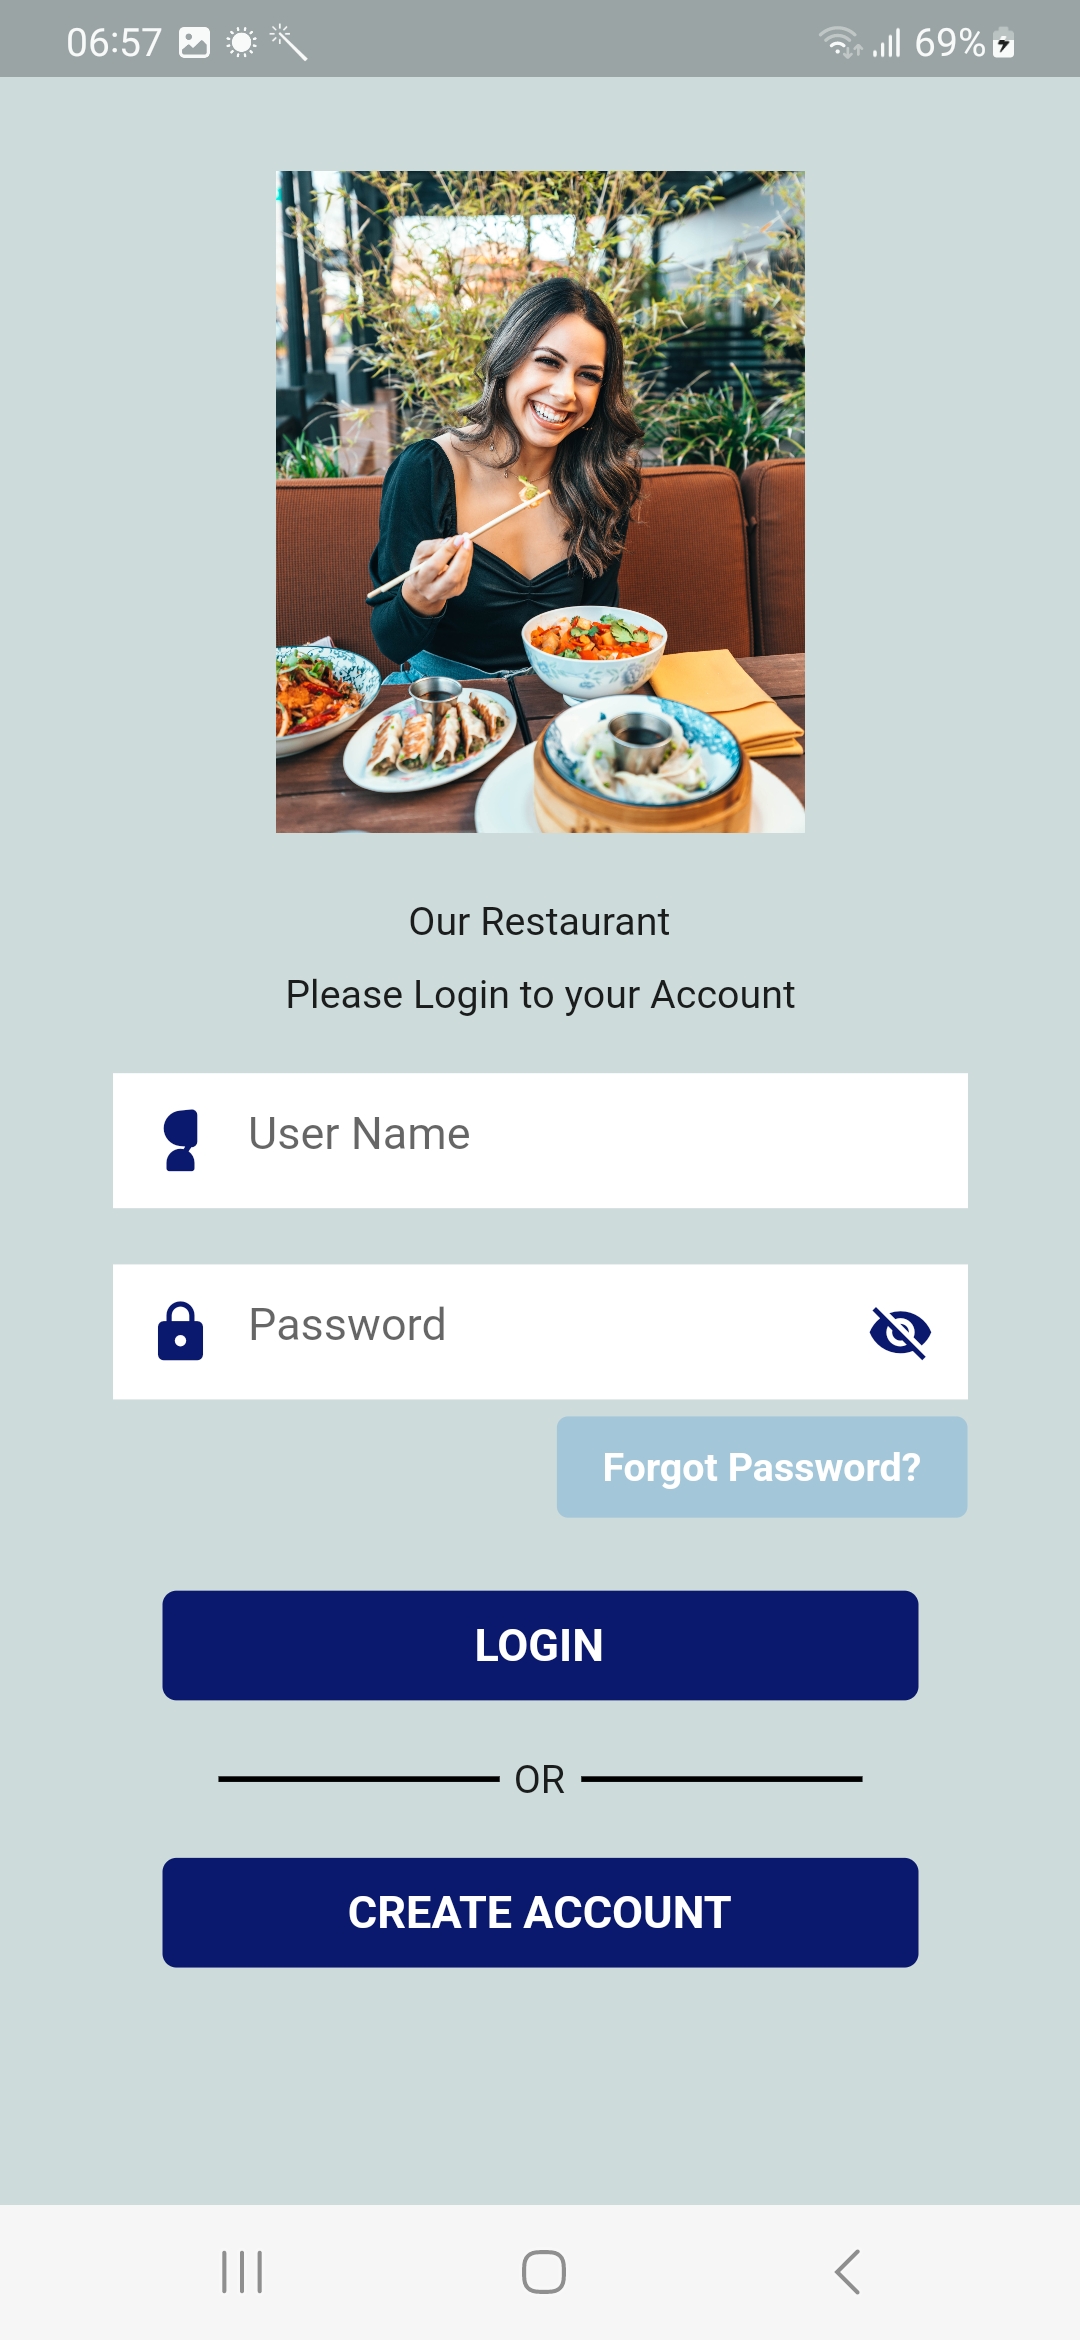 06:57 69%
Our Restaurant
Please Login to your Account
User Name
Password
Forgot Password?
LOGIN
OR
CREATE ACCOUNT